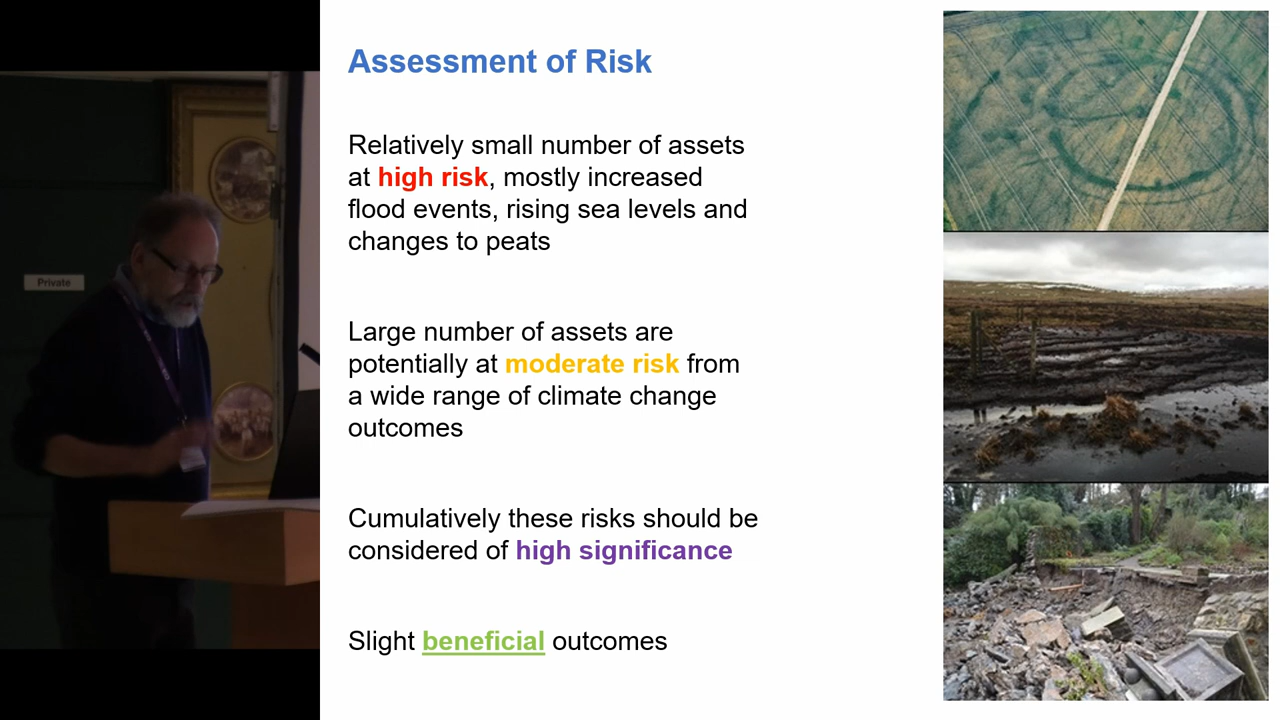 Private
Assessment of Risk
Relatively small number of assets
at high risk, mostly increased
flood events, rising sea levels and
changes to peats
Large number of assets are
potentially at moderate risk from
a wide range of climate change
outcomes
Cumulatively these risks should be
considered of high significance
Slight beneficial outcomes